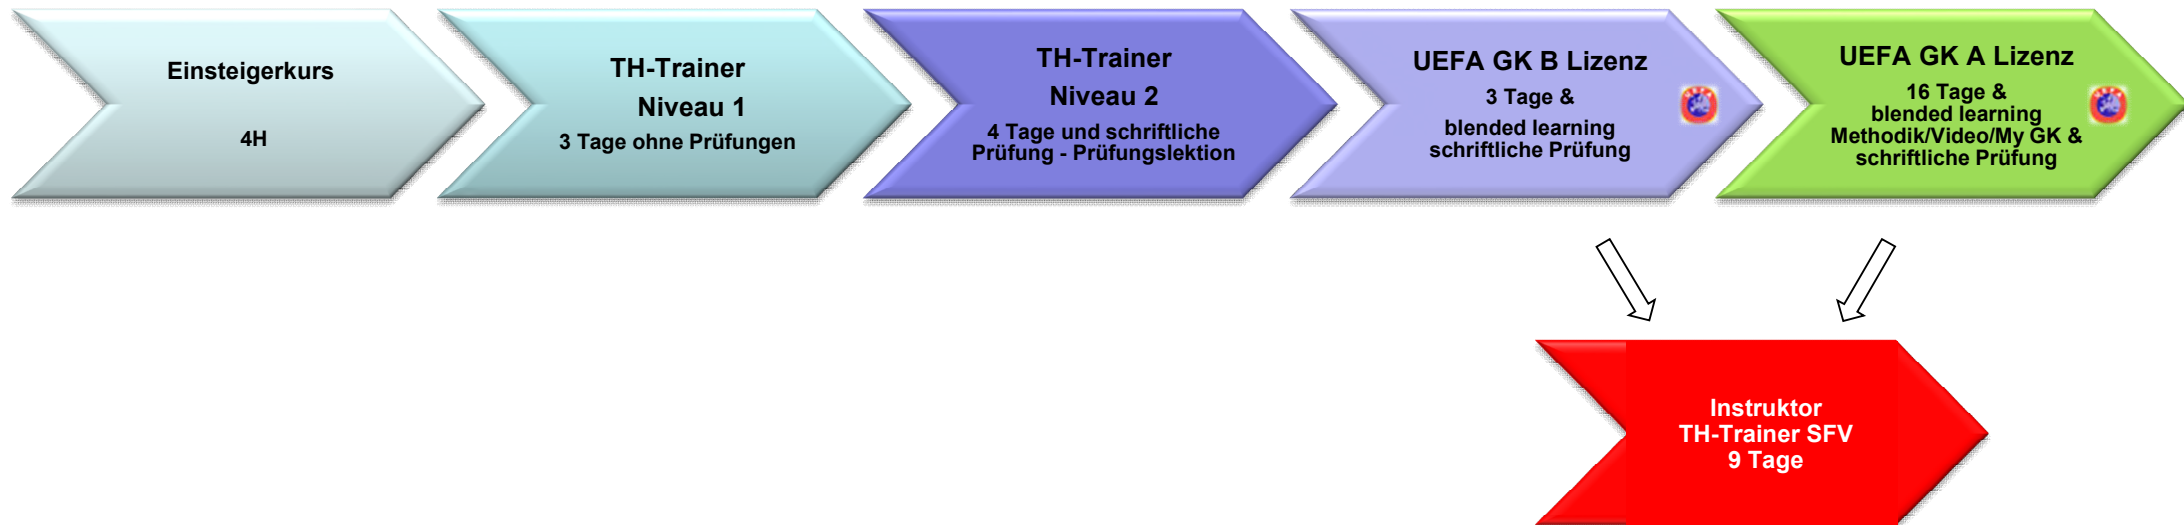 Einsteigerkurs
4H
TH-Trainer
Niveau 1
3 Tage ohne Prüfungen
TH-Trainer
Niveau 2
4 Tage und schriftliche
Prüfung - Prüfungslektion
UEFA GK B Lizenz
3 Tage &
blended learning
schriftliche Prüfung
UEFA GK A Lizenz
16 Tage &
blended learning
Methodik/Video/My GK &
schriftliche Prüfung
Instruktor
TH-Trainer SFV
9 Tage